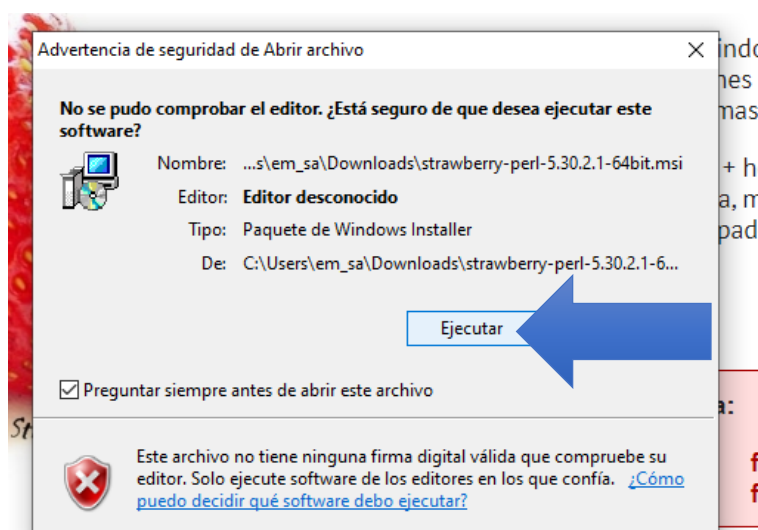 Advertencia de seguridad de Abrir archivo
No se pudo comprobar el editor. ¿Está seguro de que desea ejecutar este
software?
Nombre: ...s\em_sa\Downloads\strawberry-perl-5.30.2.1-64bit.msi
Editor: Editor desconocido
Tipo: Paquete de Windows Installer
De: C:\Users\em_sa\Downloads\strawberry-perl-5.30.2.1-6...
Ejecutar
Preguntar siempre antes de abrir este archivo
Este archivo no tiene ninguna firma digital válida que compruebe su
editor. Solo ejecute software de los editores en los que confía. ¿Cómo
puedo decidir qué software debo ejecutar?